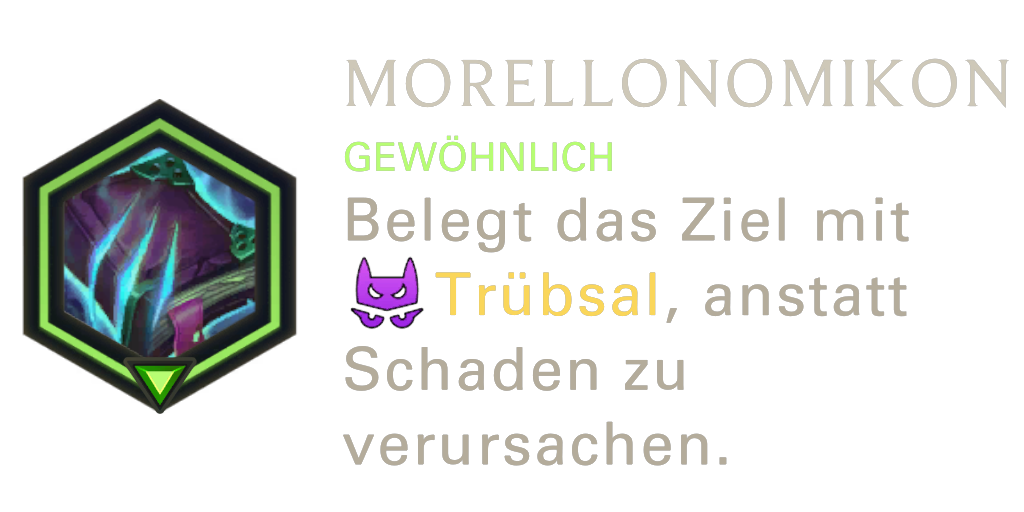 MORELLONOMIKON
GEWÖHNLICH
Belegt das Ziel mit
Trübsal, anstatt
Schaden zu
verursachen.